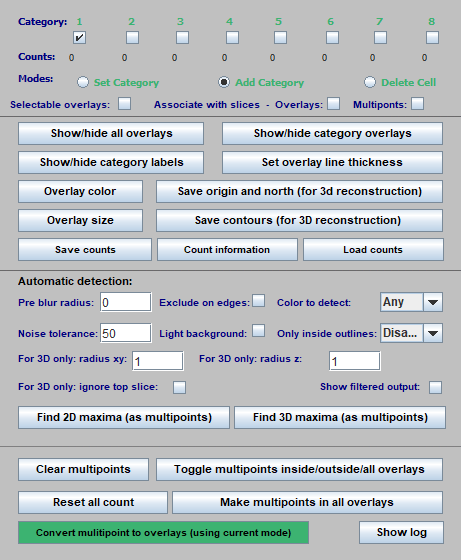 Category: 1 2 3 4 5 6 7 8
Counts: 0 0 0 0 0 0 0 0
Modes: Set Category Add Category Delete Cell
Selectable overlays: Associate with slices - Overlays: Multiponts:
Show/hide all overlays Show/hide category overlays
Show/hide category labels Set overlay line thickness
Overlay color Save origin and north (for 3d reconstruction)
Overlay size Save contours (for 3D reconstruction)
Save counts Count information Load counts
Automatic detection:
Pre blur radius: 0 Exclude on edges: Color to detect: Any
Noise tolerance: 50 Light background: Only inside outlines: Disa...
For 3D only: radius xy: 1 For 3D only: radius z: 1
For 3D only: ignore top slice: Show filtered output:
Find 2D maxima (as multipoints) Find 3D maxima (as multipoints)
Clear multipoints Toggle multipoints inside/outside/all overlays
Reset all count Make multipoints in all overlays
Convert multipoint to overlays (using current mode) Show log